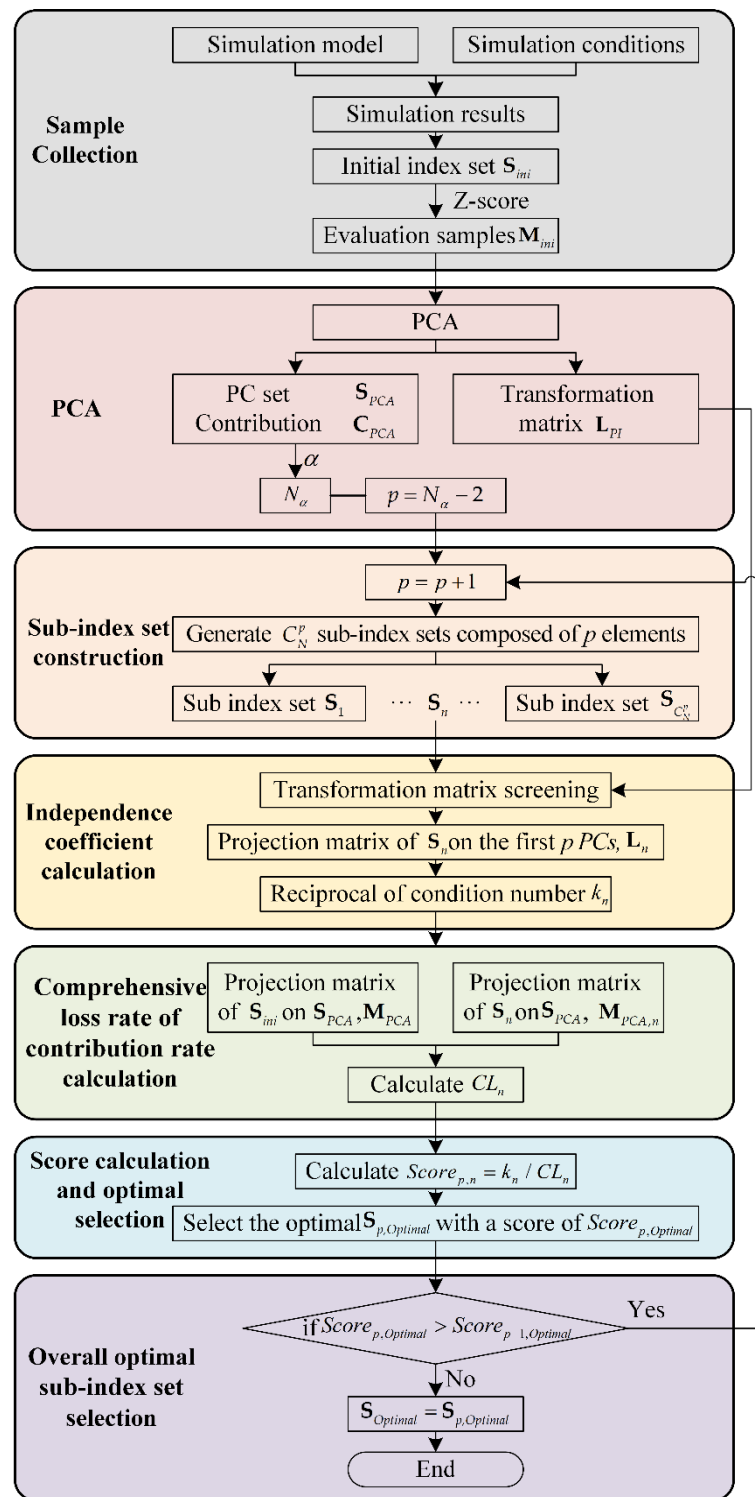 Simulation model
Simulation conditions
Sample
Collection
Simulation results
Initial index set S_ini
Z-score
Evaluation samples M_ini
PCA
PCA
PC set S_PCA
Contribution C_PCA
Transformation
matrix L_PI
α
N_α
p = N_α − 2
Sub-index set
construction
p = p + 1
Generate C_N^p sub-index sets composed of p elements
Sub index set S_1
··· S_n ···
Sub index set S_{C_N^p}
Independence
coefficient
calculation
Transformation matrix screening
Projection matrix of S_n on the first p PCs, L_n
Reciprocal of condition number k_n
Comprehensive
loss rate of
contribution rate
calculation
Projection matrix
of S_ini on S_PCA, M_PCA
Projection matrix
of S_n on S_PCA, M_PCA,n
Calculate CL_n
Score calculation
and optimal
selection
Calculate Score_p,n = k_n / CL_n
Select the optimal S_p,Optimal with a score of Score_p,Optimal
Overall optimal
sub-index set
selection
if Score_p,Optimal > Score_p 1,Optimal
Yes
No
S_Optimal = S_p,Optimal
End